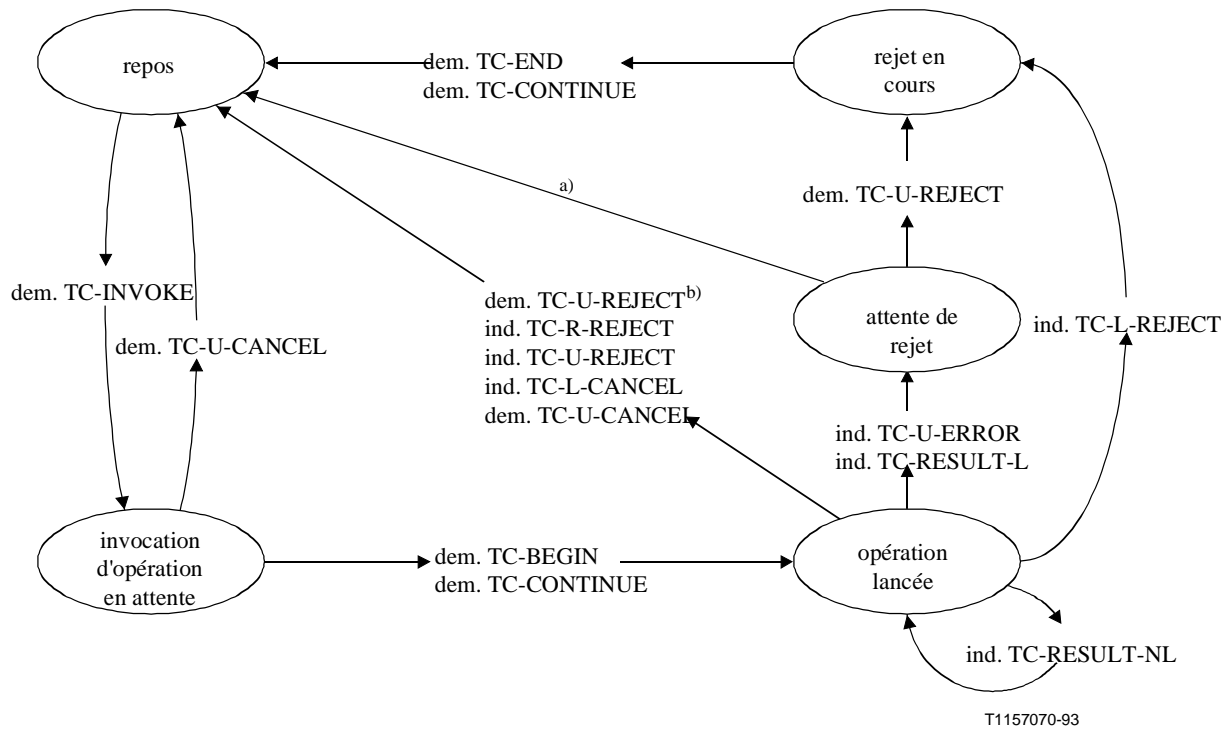 repos
dem. TC-END
dem. TC-CONTINUE
rejet en
cours
a)
dem. TC-U-REJECT
dem. TC-INVOKE
dem. TC-U-CANCEL
dem. TC-U-REJECT b)
ind. TC-R-REJECT
ind. TC-U-REJECT
ind. TC-L-CANCEL
dem. TC-U-CANCEL
attente de
rejet
ind. TC-L-REJECT
ind. TC-U-ERROR
ind. TC-RESULT-L
invocation
d'opération
en attente
dem. TC-BEGIN
dem. TC-CONTINUE
opération
lancée
ind. TC-RESULT-NL
T1157070-93